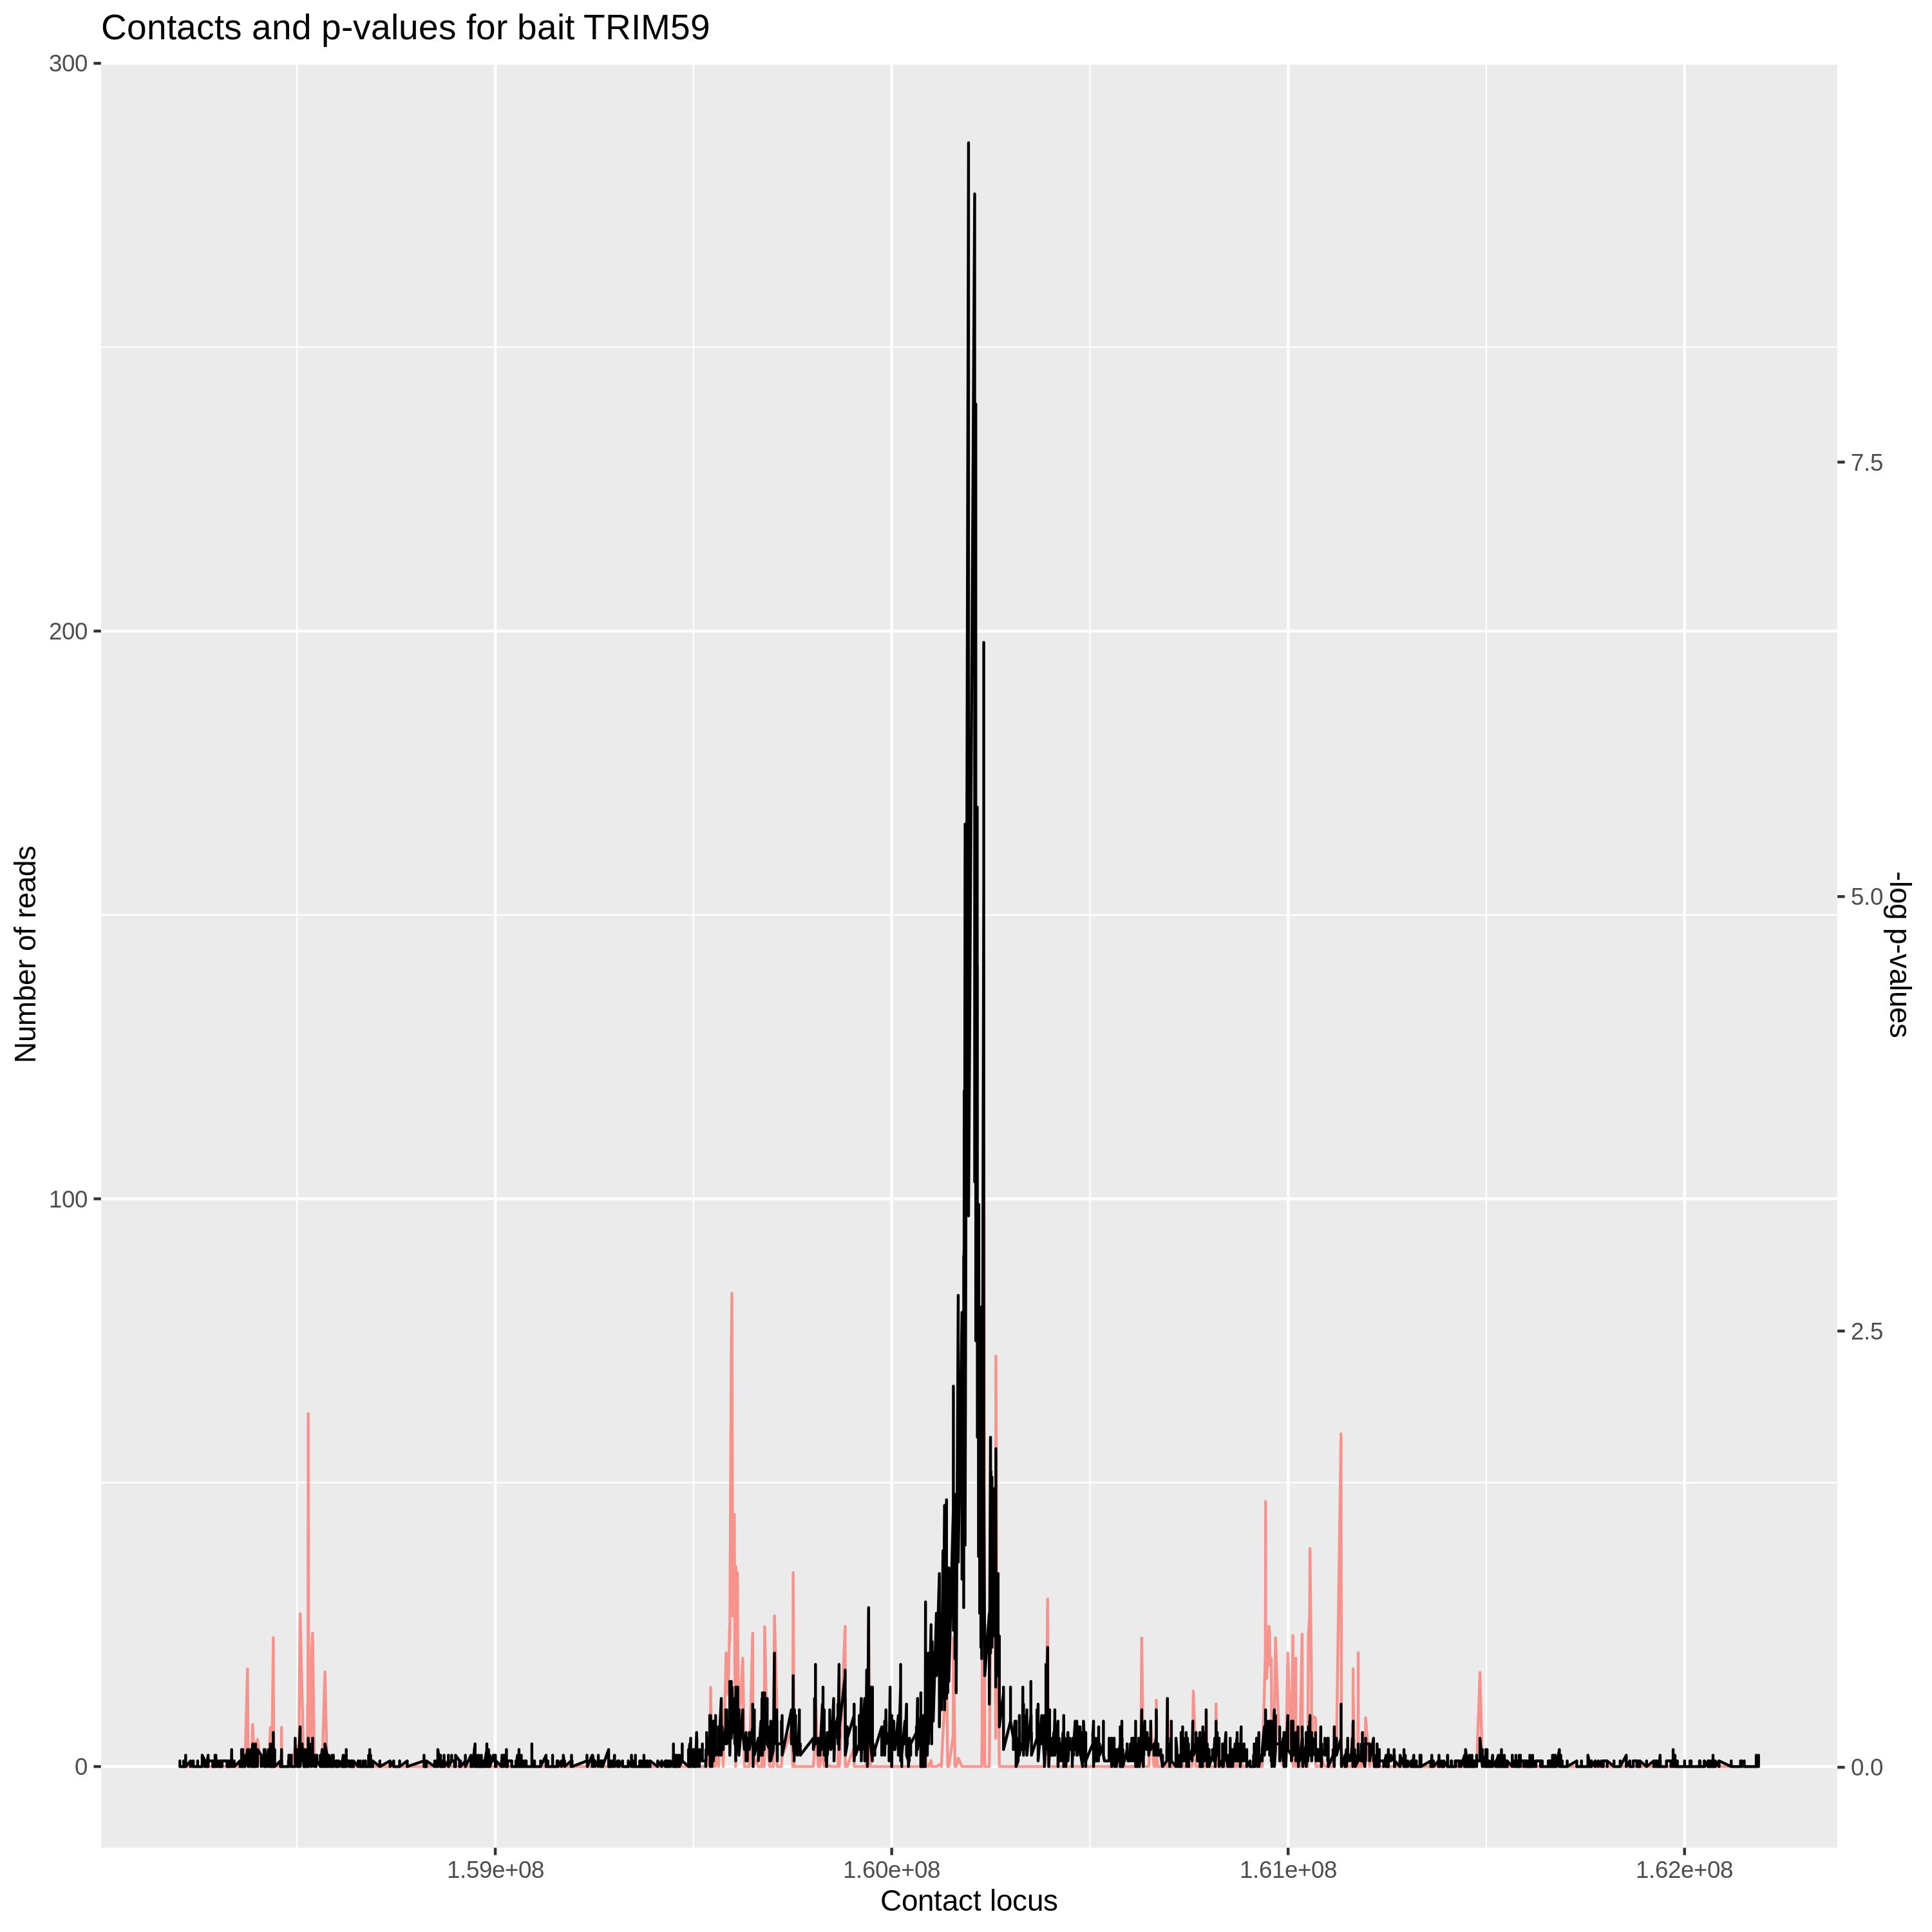 Contacts and p-values for bait TRIM59
300
200
100
0
Number of reads
7.5
5.0
2.5
0.0
-log p-values
1.59e+08 1.60e+08 1.61e+08 1.62e+08
Contact locus